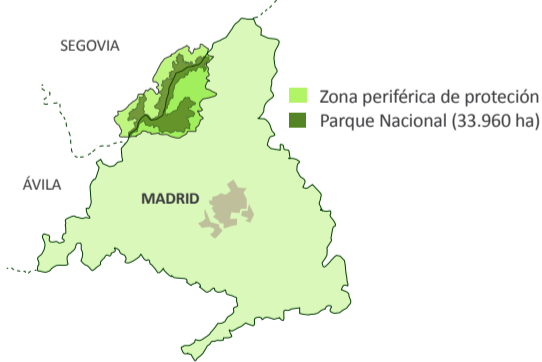 SEGOVIA
Zona periférica de proteción
Parque Nacional (33.960 ha)
ÁVILA
MADRID